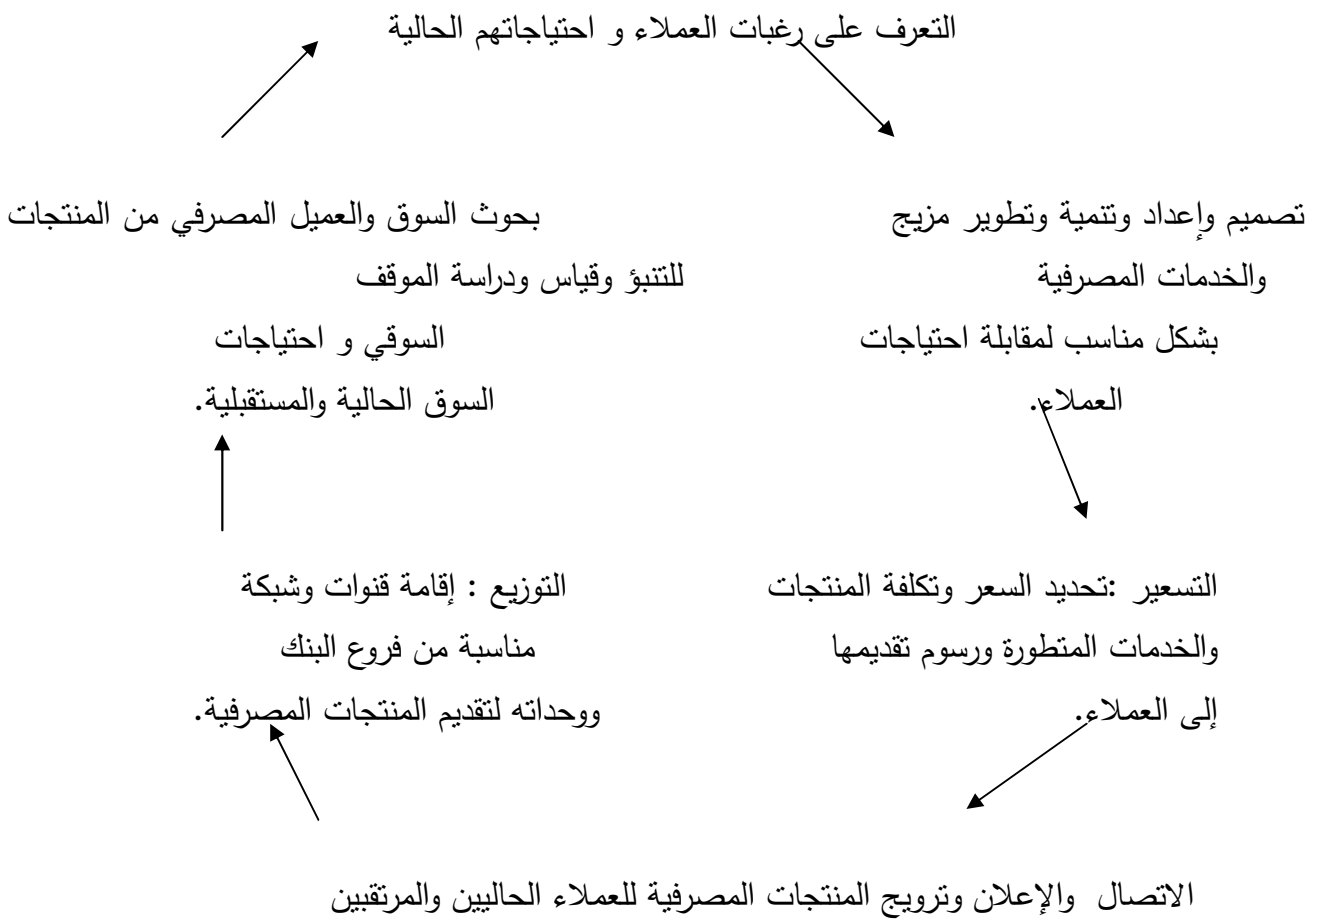 التعرف على رغبات العملاء و احتياجاتهم الحالية
تصميم وإعداد وتنمية وتطوير مزيج
والخدمات المصرفية
بشكل مناسب لمقابلة احتياجات
العملاء.
بحوث السوق والعميل المصرفي من المنتجات
للتنبؤ وقياس ودراسة الموقف
السوقي و احتياجات
السوق الحالية والمستقبلية.
التسعير :تحديد السعر وتكلفة المنتجات
والخدمات المتطورة ورسوم تقديمها
إلى العملاء.
التوزيع : إقامة قنوات وشبكة
مناسبة من فروع البنك
ووحداته لتقديم المنتجات المصرفية.
الاتصال والإعلان وترويج المنتجات المصرفية للعملاء الحاليين والمرتقبين